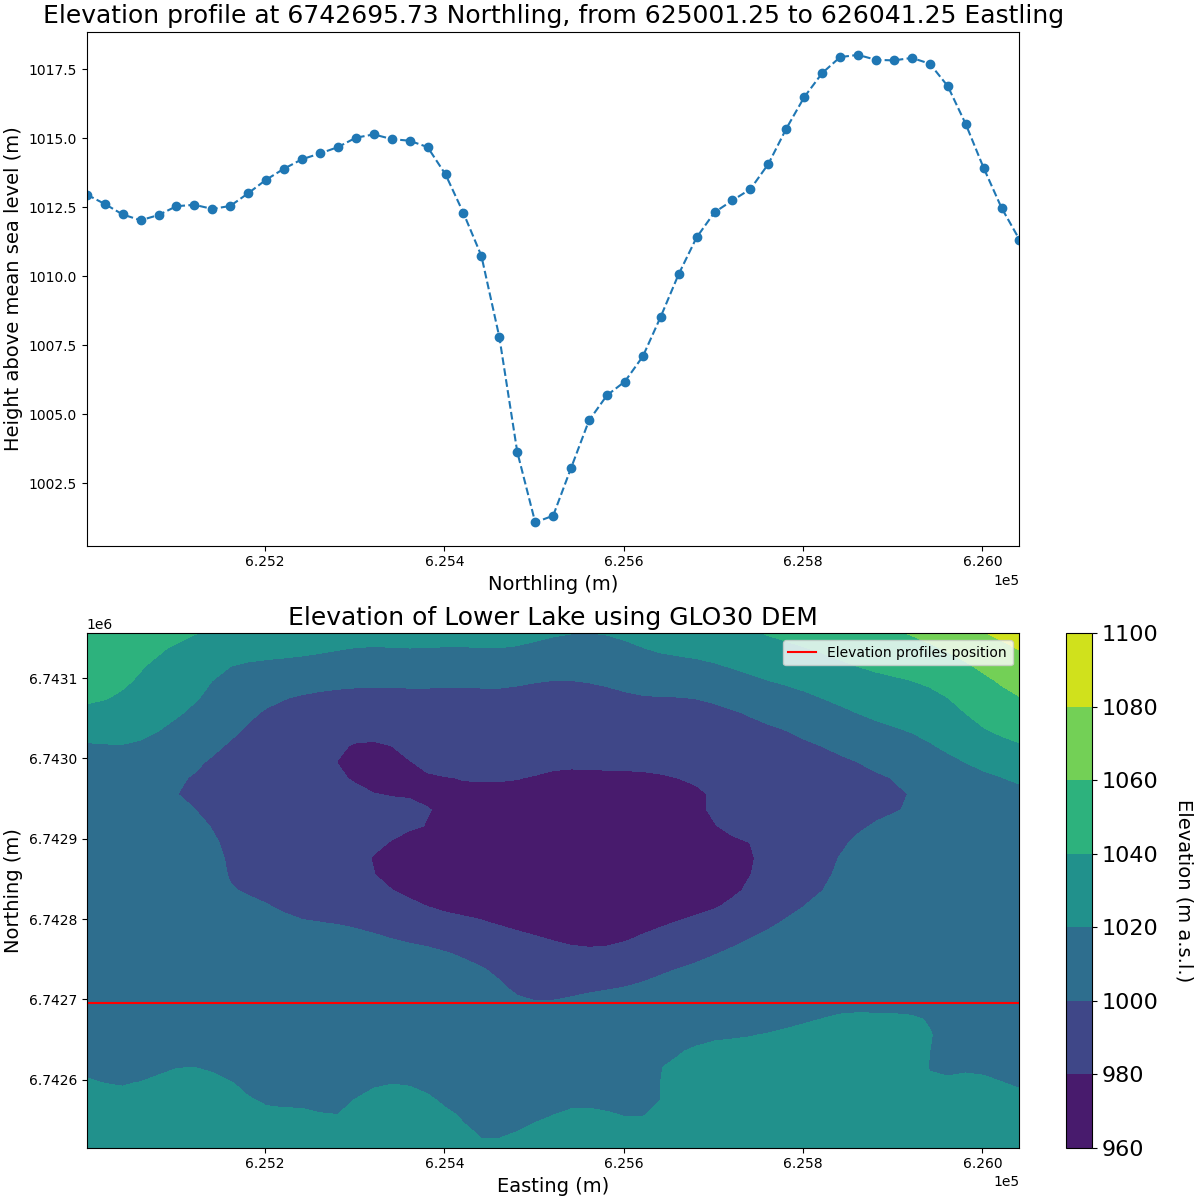 Elevation profile at 6742695.73 Northling, from 625001.25 to 626041.25 Eastling
Height above mean sea level (m)
1017.5
1015.0
1012.5
1010.0
1007.5
1005.0
1002.5
6.252 6.254 6.256 6.258 6.260
1e5
Northling (m)
Elevation of Lower Lake using GLO30 DEM
1e6
Elevation profiles position
Northing (m)
6.7431
6.7430
6.7429
6.7428
6.7427
6.7426
6.252 6.254 6.256 6.258 6.260
1e5
Easting (m)
1100
1080
1060
1040
1020
1000
980
960
Elevation (m a.s.l.)